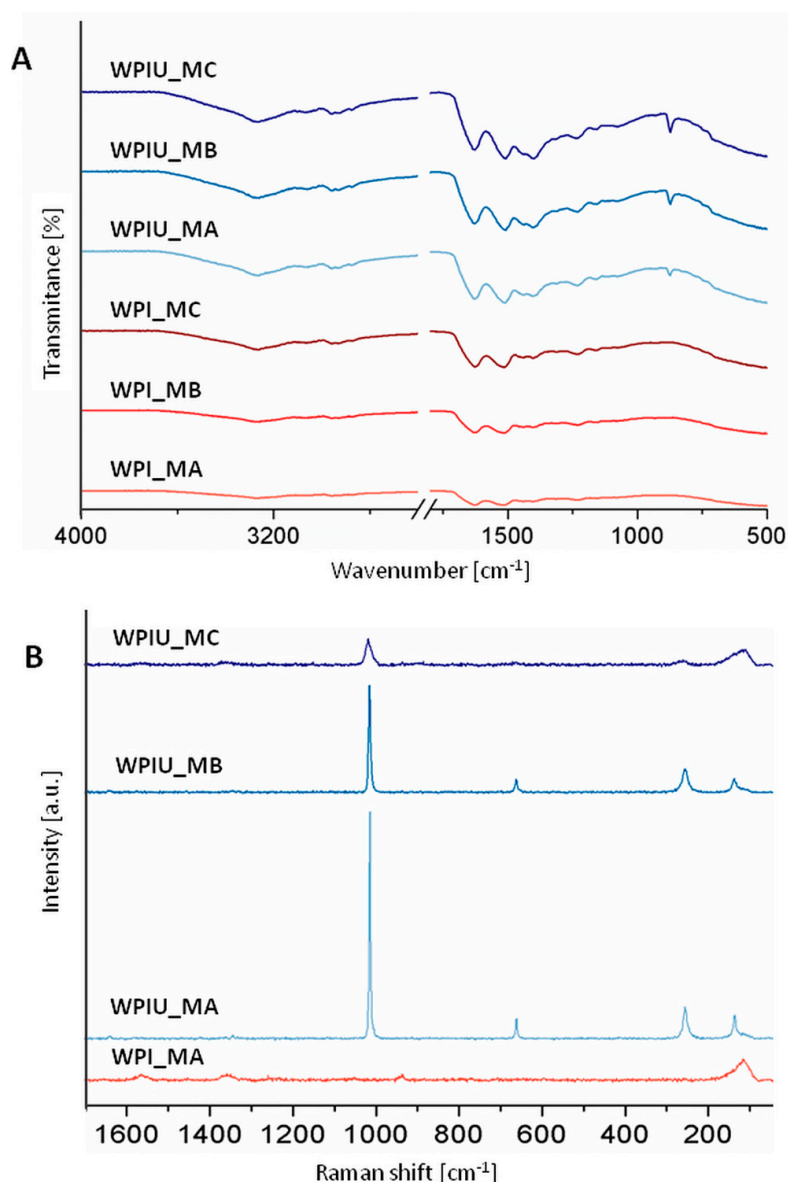 A
WPIU_MC
WPIU_MB
WPIU_MA
WPI_MC
WPI_MB
WPI_MA
Transmitance [%]
4000 3200 1500 1000 500
Wavenumber [cm⁻¹]
B
WPIU_MC
WPIU_MB
WPIU_MA
WPI_MA
Intensity [a.u.]
1600 1400 1200 1000 800 600 400 200
Raman shift [cm⁻¹]